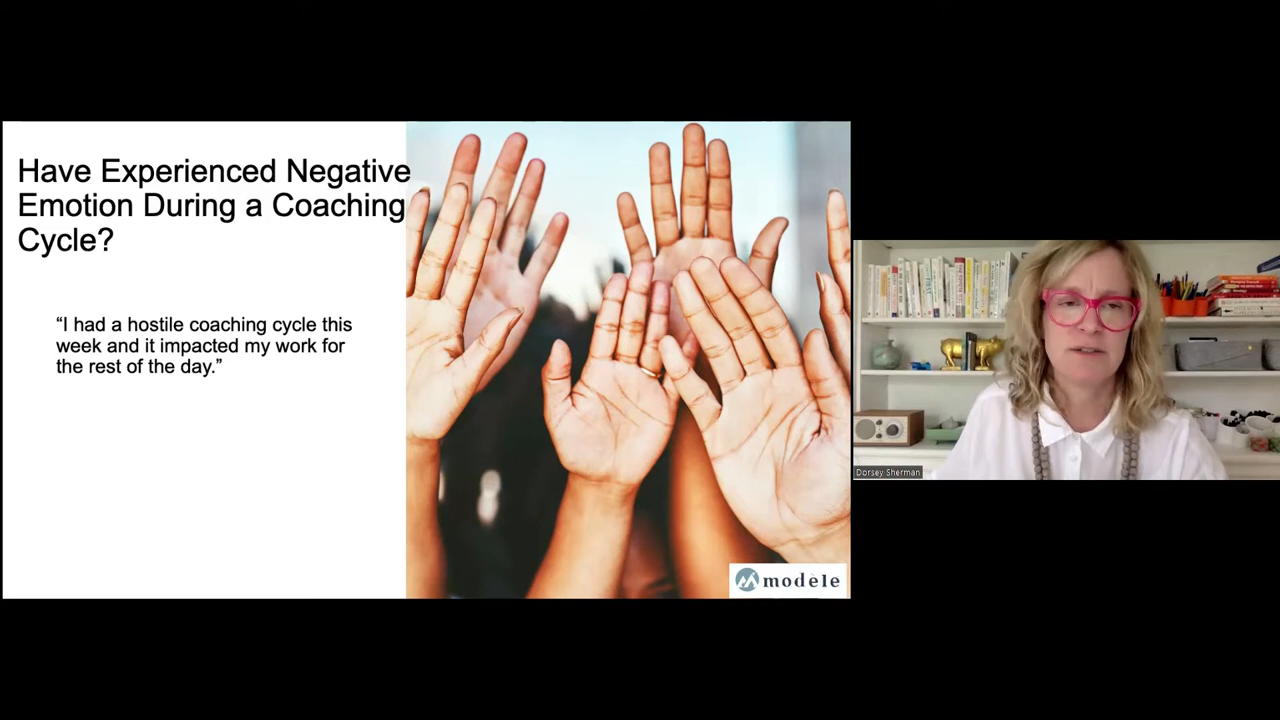 Have Experienced Negative
Emotion During a Coaching
Cycle?
“I had a hostile coaching cycle this
week and it impacted my work for
the rest of the day.”
modèle
Dorsey Sherman